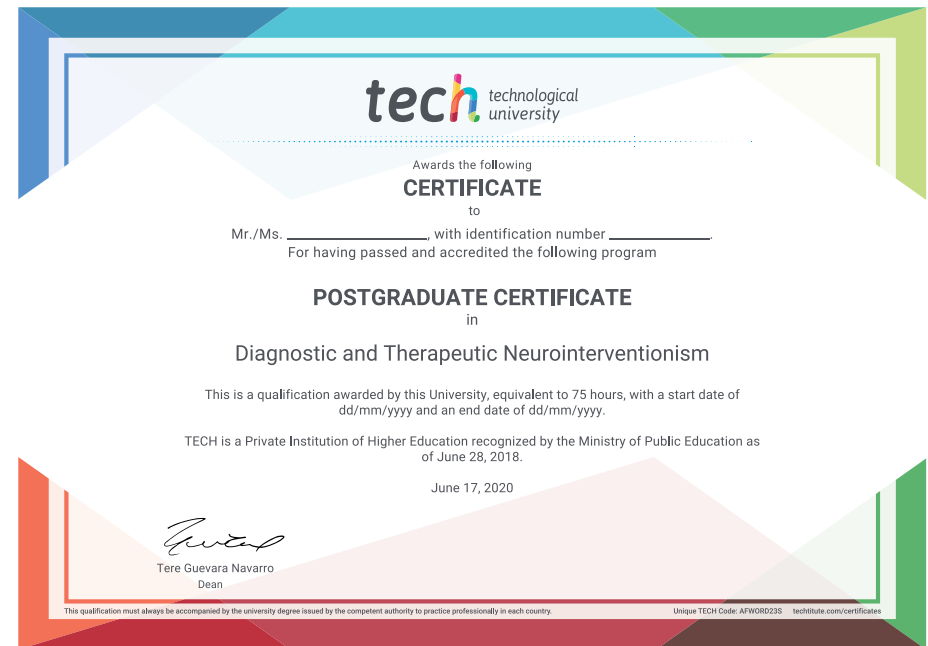 tech technological
university
Awards the following
CERTIFICATE
to
Mr./Ms. ____________________, with identification number ______________.
For having passed and accredited the following program
POSTGRADUATE CERTIFICATE
in
Diagnostic and Therapeutic Neurointerventionism
This is a qualification awarded by this University, equivalent to 75 hours, with a start date of
dd/mm/yyyy and an end date of dd/mm/yyyy.
TECH is a Private Institution of Higher Education recognized by the Ministry of Public Education as
of June 28, 2018.
June 17, 2020
Tere Guevara Navarro
Dean
This qualification must always be accompanied by the university degree issued by the competent authority to practice professionally in each country.
Unique TECH Code: AFWORD23S techtitute.com/certificates